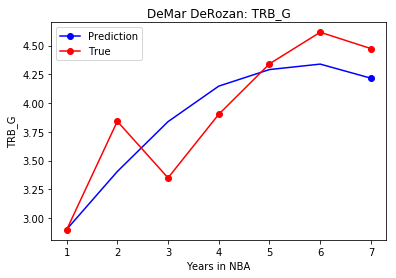 DeMar DeRozan: TRB_G
Prediction
True
4.50
4.25
4.00
3.75
3.50
3.25
3.00
TRB_G
1 2 3 4 5 6 7
Years in NBA